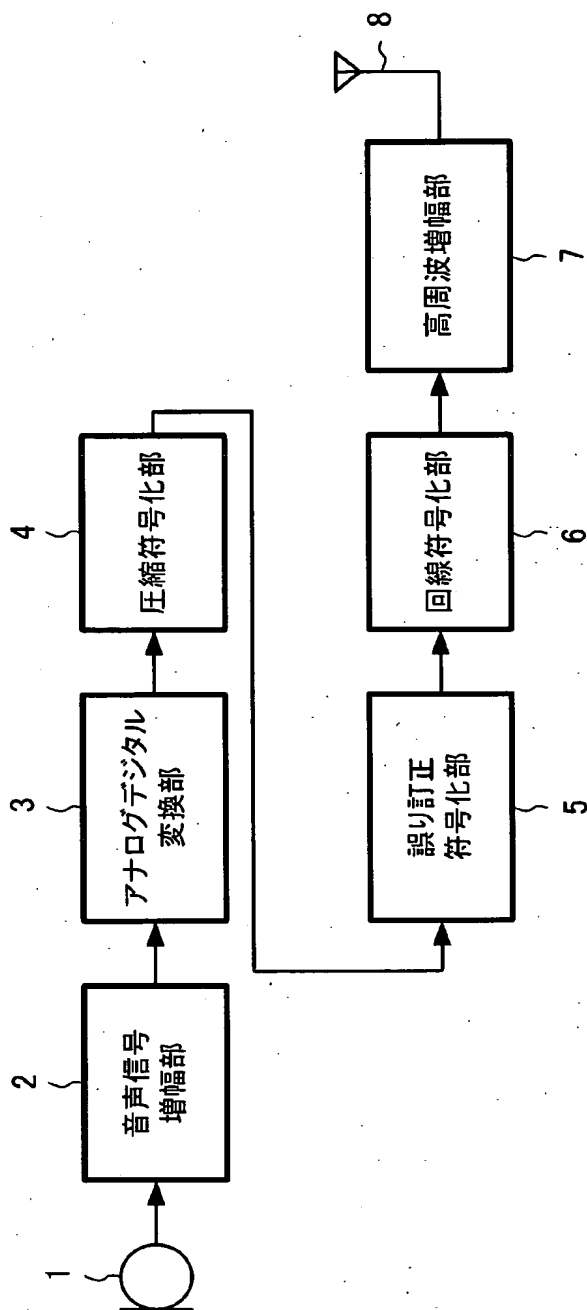 1
2
音声信号
増幅部
3
アナログデジタル
変換部
4
圧縮符号化部
5
誤り訂正
符号化部
6
回線符号化部
7
高周波増幅部
8